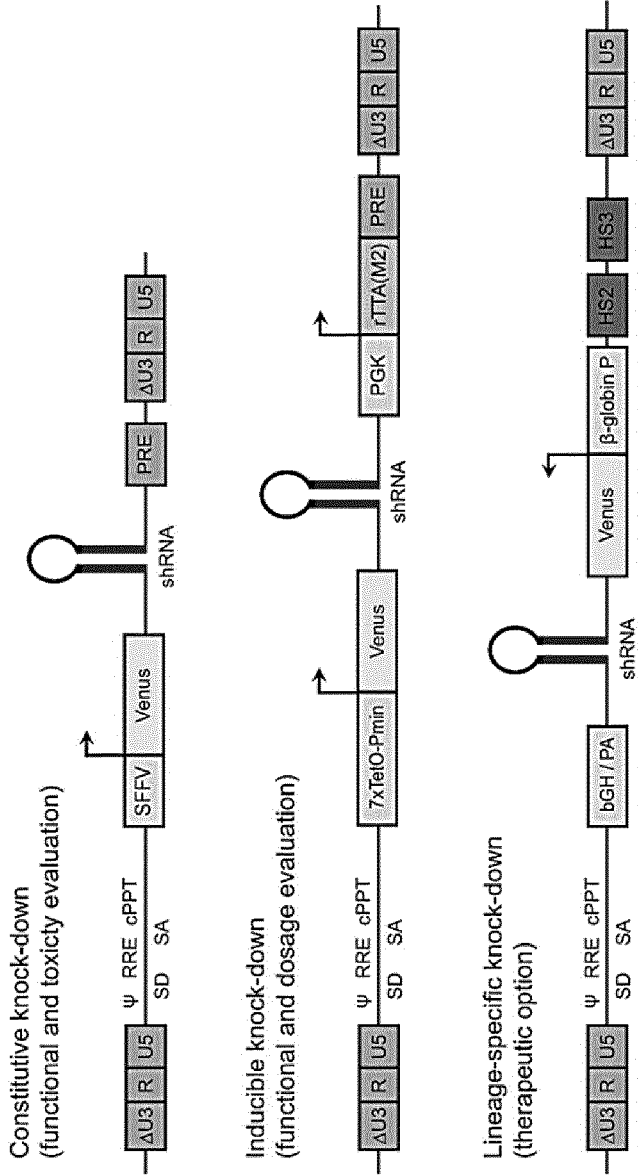 Constitutive knock-down
(functional and toxicty evaluation)
ΔU3 R U5 Ψ RRE cPPT SFFV Venus PRE ΔU3 R U5
SD SA shRNA
Inducible knock-down
(functional and dosage evaluation)
ΔU3 R U5 Ψ RRE cPPT 7xTetO-Pmin Venus PGK rTTA(M2) PRE ΔU3 R U5
SD SA shRNA
Lineage-specific knock-down
(therapeutic option)
ΔU3 R U5 Ψ RRE cPPT bGH / PA Venus β-globin P HS2 HS3 ΔU3 R U5
SD SA shRNA